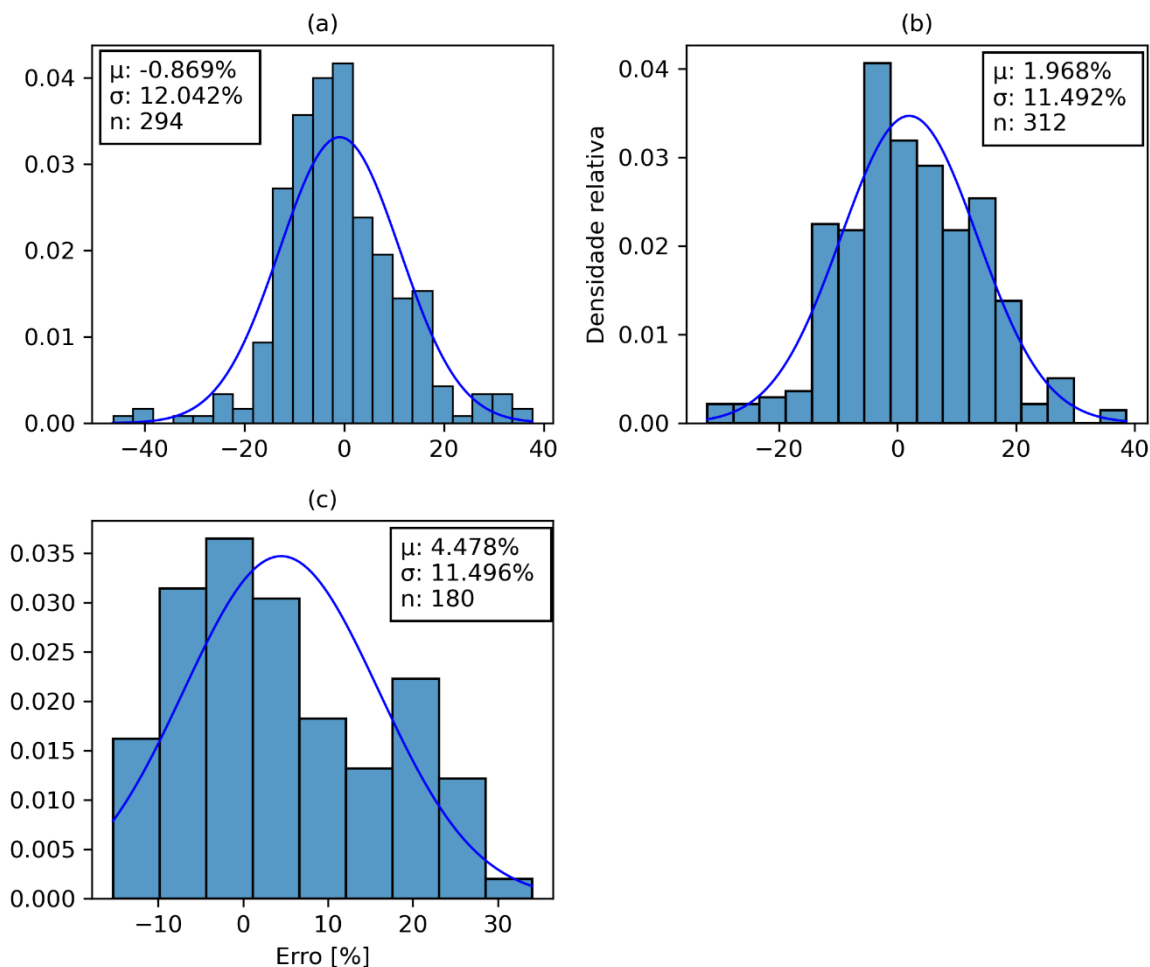 (a)
μ: -0.869%
σ: 12.042%
n: 294
0.04
0.03
0.02
0.01
0.00
−40 −20 0 20 40
(b)
μ: 1.968%
σ: 11.492%
n: 312
Densidade relativa
0.04
0.03
0.02
0.01
0.00
−20 0 20 40
(c)
μ: 4.478%
σ: 11.496%
n: 180
0.035
0.030
0.025
0.020
0.015
0.010
0.005
0.000
−10 0 10 20 30
Erro [%]